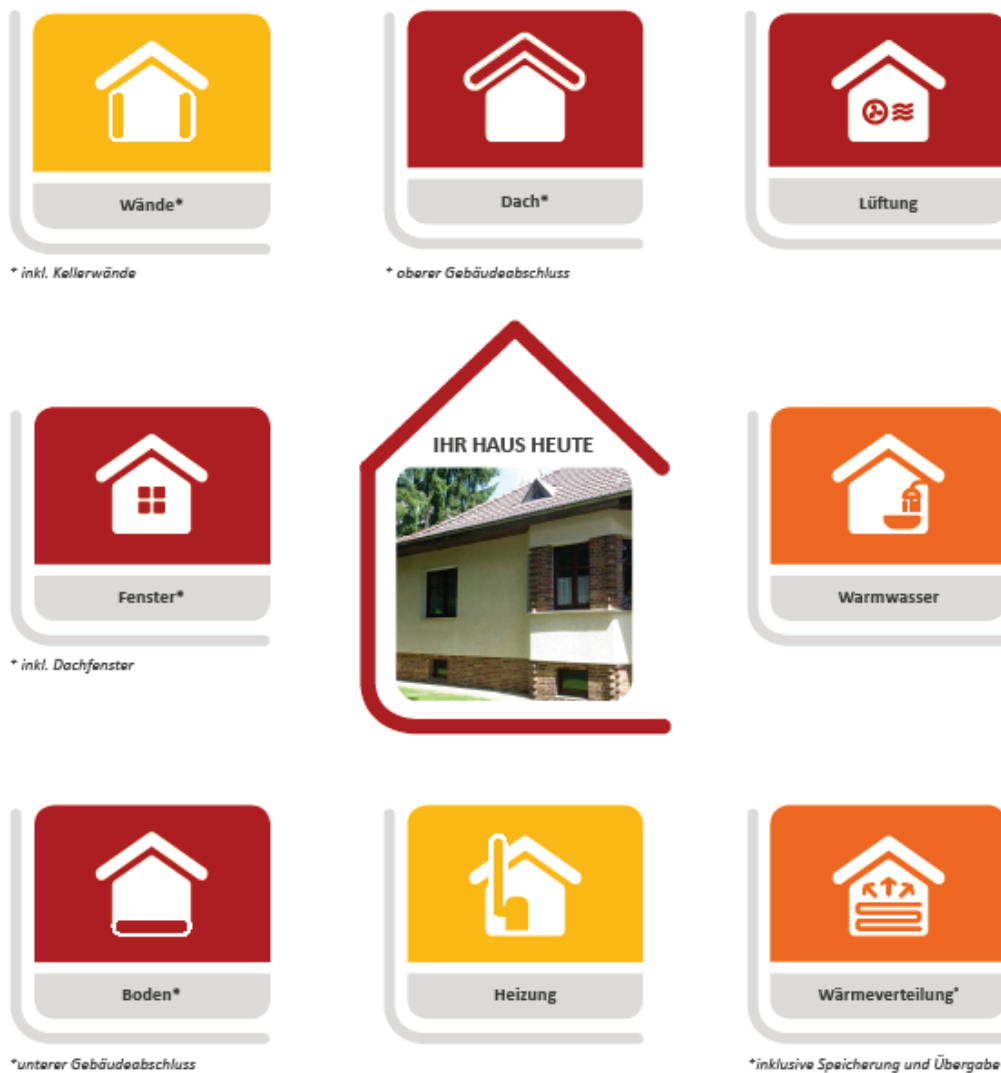 Wände*
* inkl. Kellerwände
Dach*
* oberer Gebäudeabschluss
Lüftung
Fenster*
* inkl. Dachfenster
IHR HAUS HEUTE
Warmwasser
Boden*
*unterer Gebäudeabschluss
Heizung
Wärmeverteilung*
*inklusive Speicherung und Übergabe